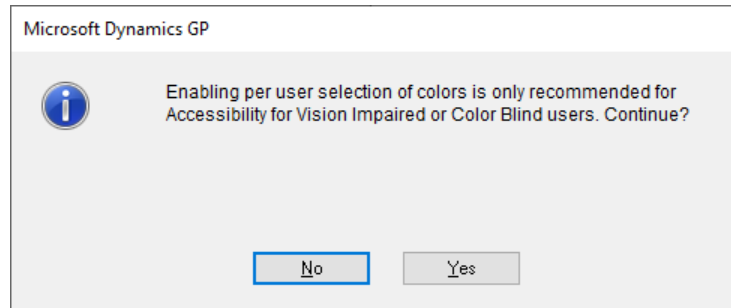 Microsoft Dynamics GP
Enabling per user selection of colors is only recommended for
Accessibility for Vision Impaired or Color Blind users. Continue?
No
Yes